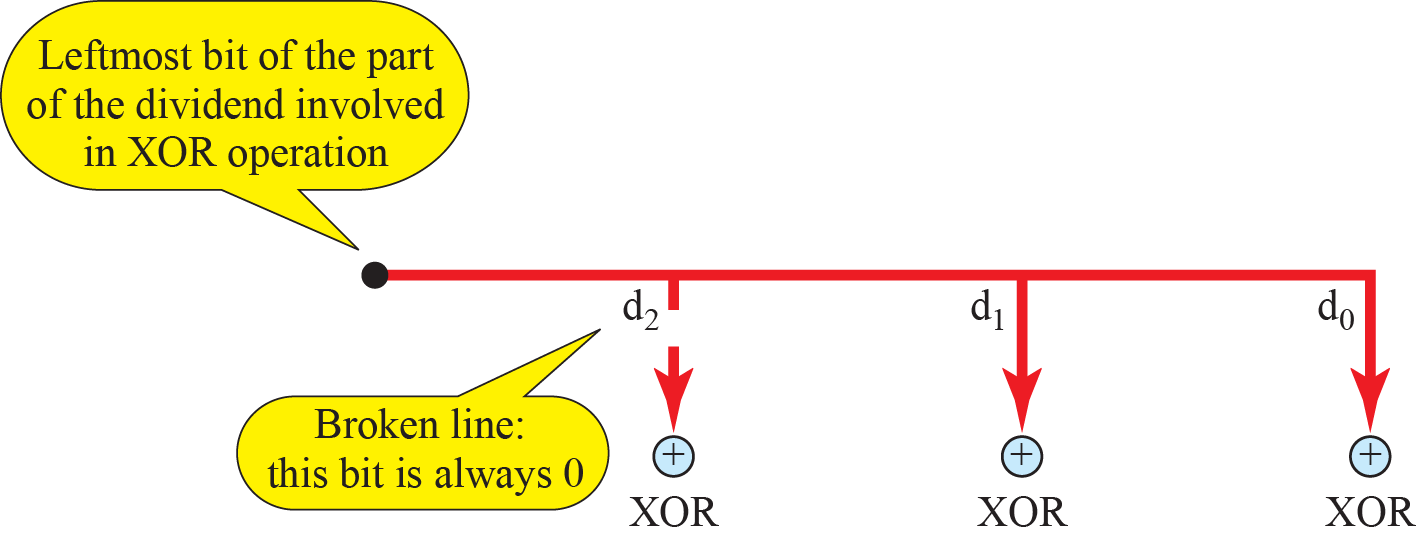 Leftmost bit of the part
of the dividend involved
in XOR operation
d₂
d₁
d₀
Broken line:
this bit is always 0
+
+
+
XOR
XOR
XOR